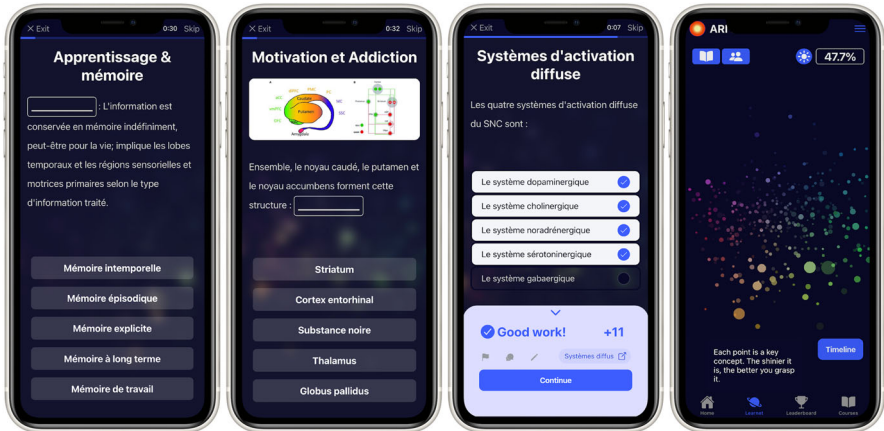 Exit
0:30 Skip
Apprentissage &
mémoire
: L'information est
conservée en mémoire indéfiniment,
peut-être pour la vie; implique les lobes
temporaux et les régions sensorielles et
motrices primaires selon le type
d'information traité.
Mémoire intemporelle
Mémoire épisodique
Mémoire explicite
Mémoire à long terme
Mémoire de travail
Exit
0:32 Skip
Motivation et Addiction
Caudate
Putamen
Amygdala
Ensemble, le noyau caudé, le putamen et
le noyau accumbens forment cette
structure :
Striatum
Cortex entorhinal
Substance noire
Thalamus
Globus pallidus
Exit
0:07 Skip
Systèmes d'activation
diffuse
Les quatre systèmes d'activation diffuse
du SNC sont :
Le système dopaminergique
Le système cholinergique
Le système noradrénergique
Le système sérotoninergique
Le système gabaergique
Good work! +11
Systèmes diffus
Continue
ARI
47.7%
Each point is a key
concept. The shinier it
is, the better you grasp
it.
Timeline
Home
Learnet
Leaderboard
Courses